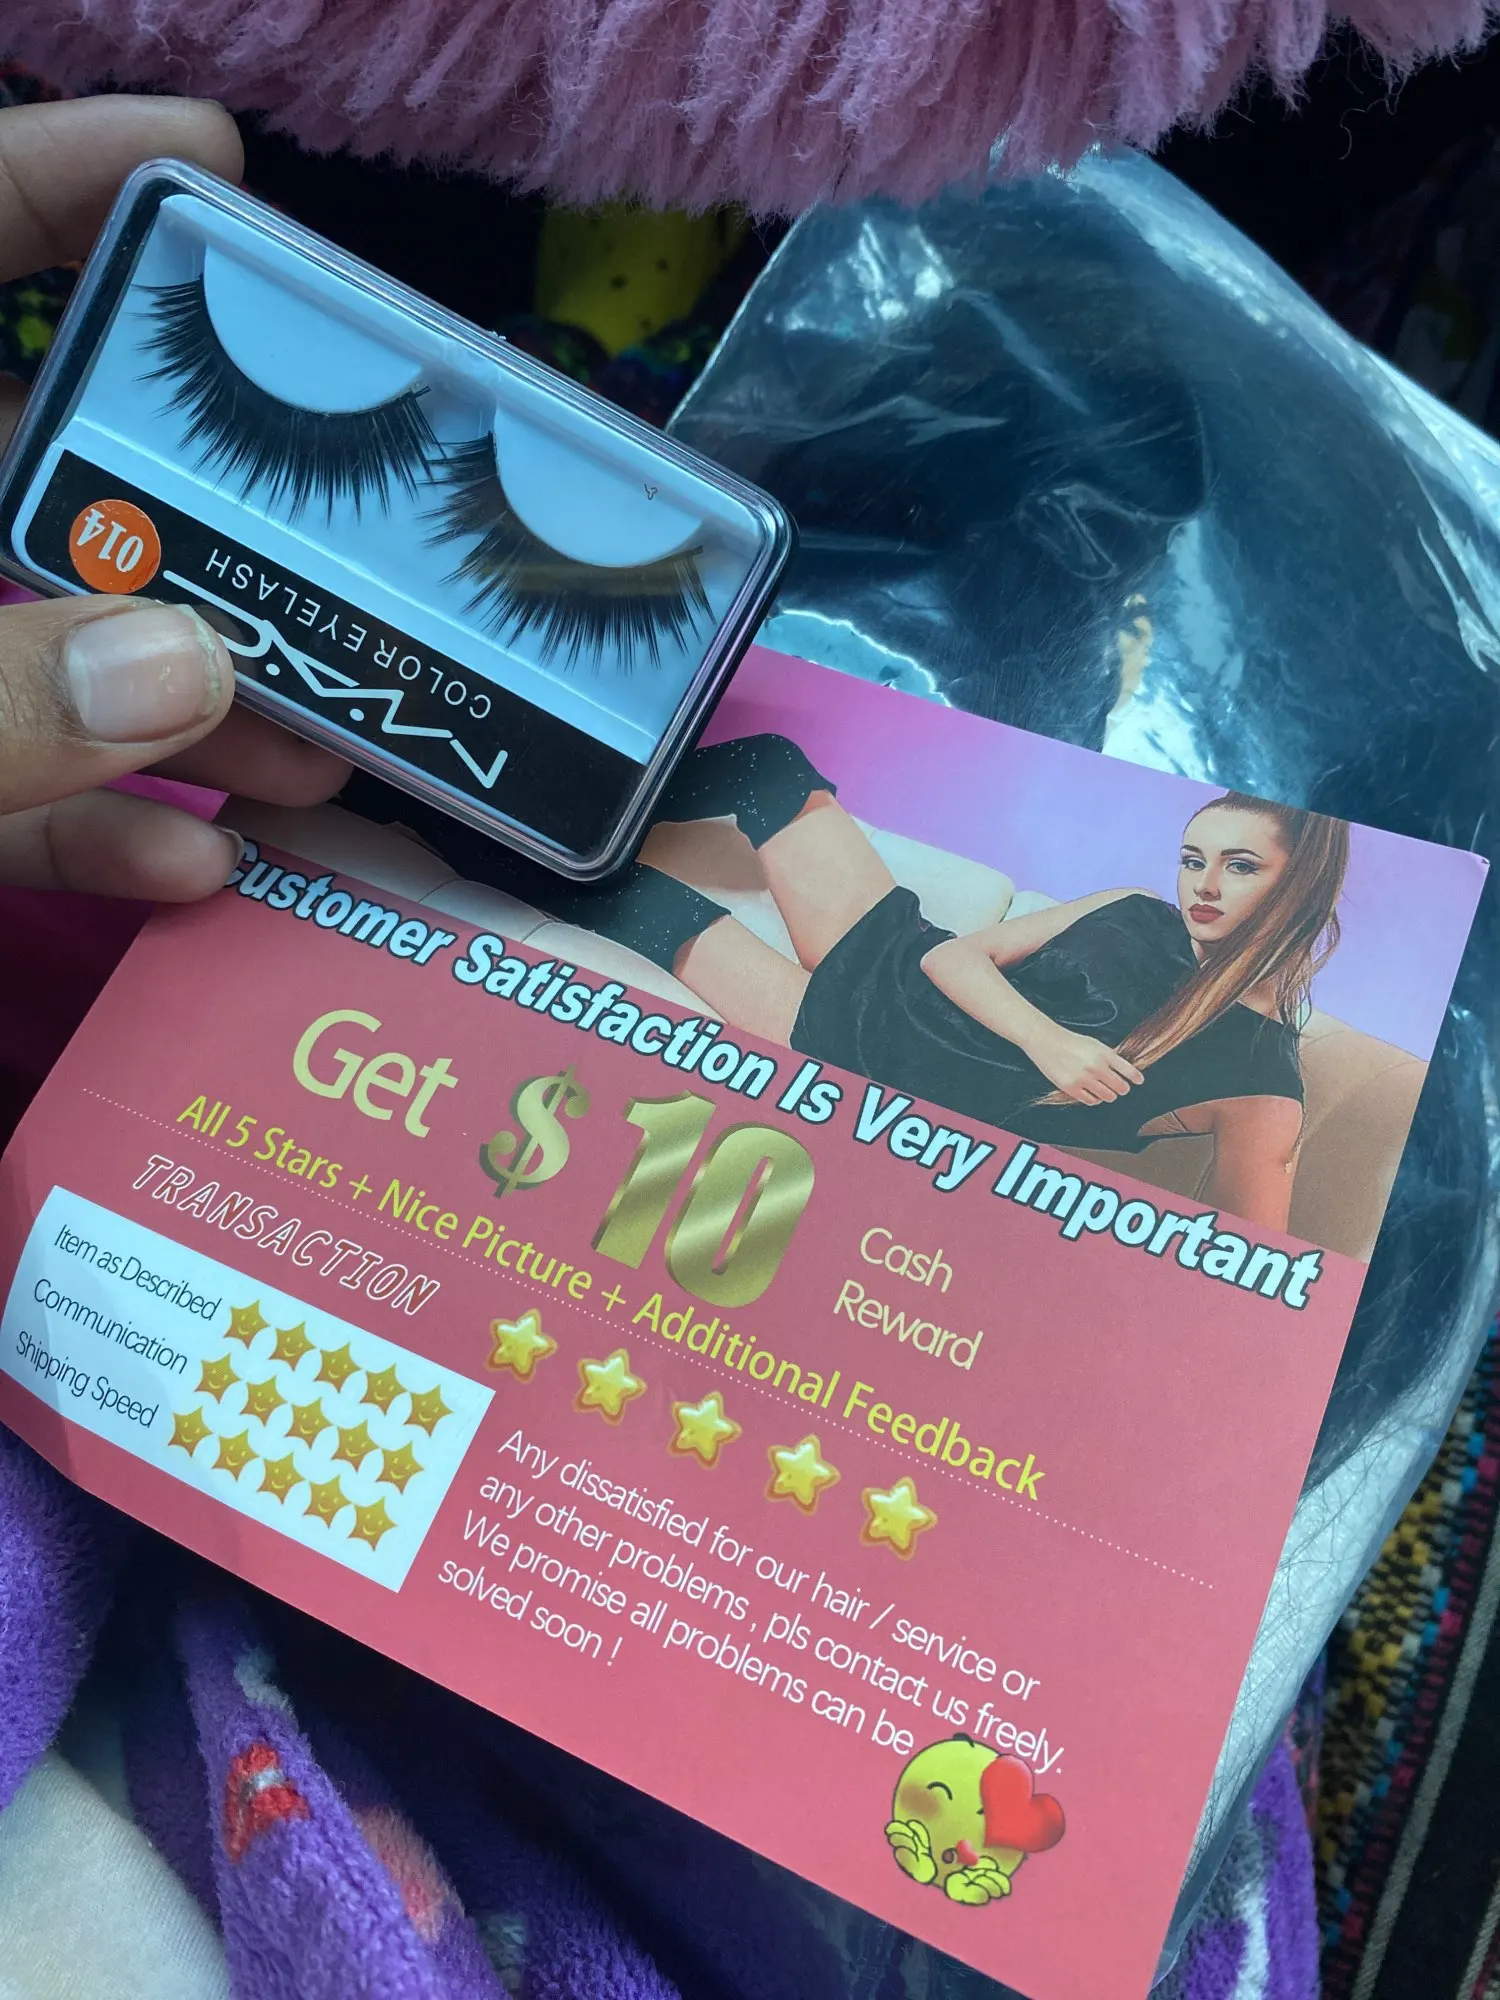 014
COLOR EYELASH
Customer Satisfaction Is Very Important
Get $10
Cash
Reward
All 5 Stars + Nice Picture + Additional Feedback
TRANSACTION
Item as Described
Communication
Shipping Speed
Any dissatisfied for our hair / service or
any other problems , pls contact us freely.
We promise all problems can be
solved soon !